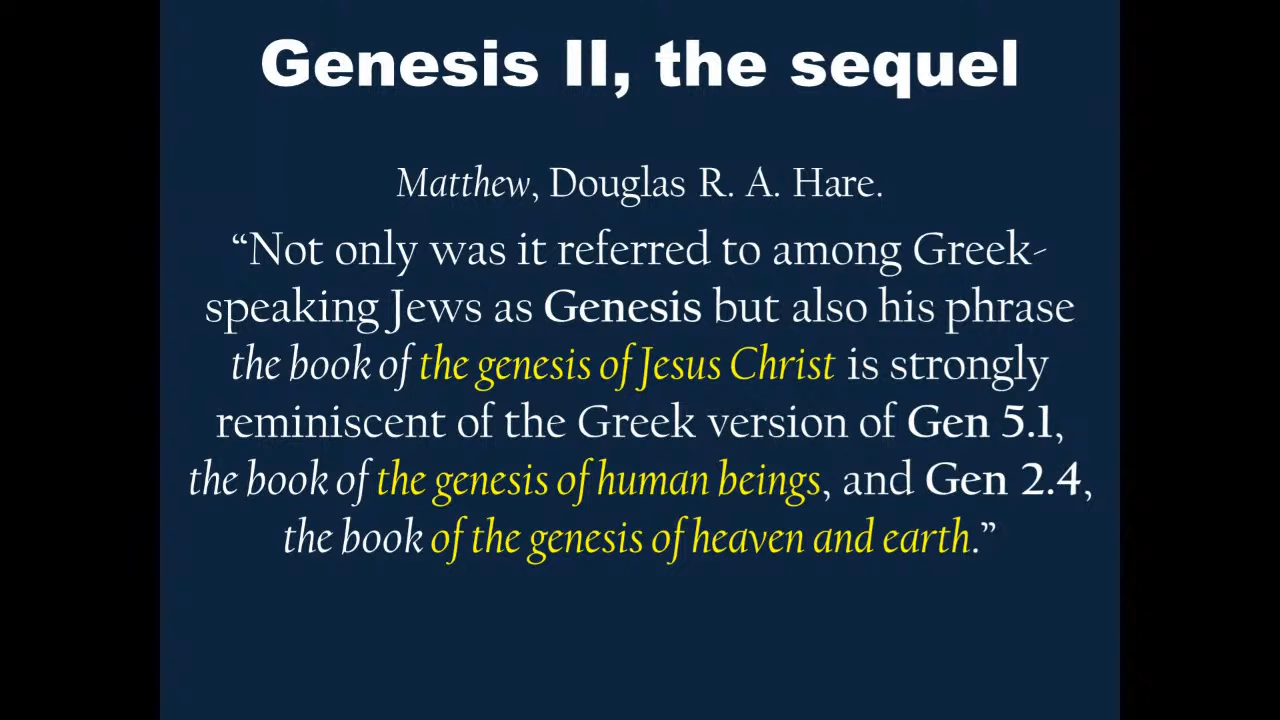 Genesis II, the sequel
Matthew, Douglas R. A. Hare.
“Not only was it referred to among Greek-
speaking Jews as Genesis but also his phrase
the book of the genesis of Jesus Christ is strongly
reminiscent of the Greek version of Gen 5.1,
the book of the genesis of human beings, and Gen 2.4,
the book of the genesis of heaven and earth.”